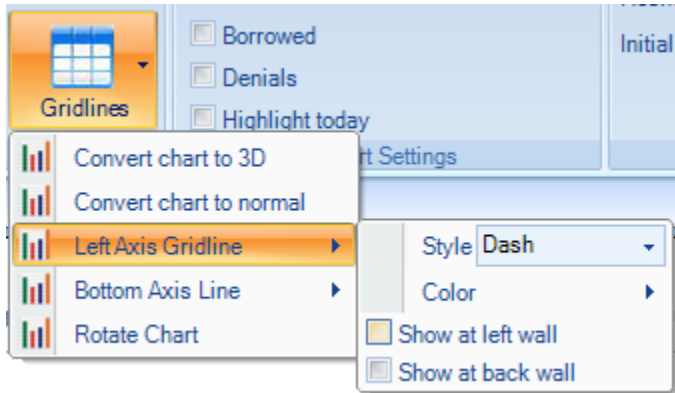 Borrowed
Initial
Denials
Gridlines
Highlight today
Settings
Convert chart to 3D
Convert chart to normal
Left Axis Gridline
Style Dash
Bottom Axis Line
Color
Rotate Chart
Show at left wall
Show at back wall